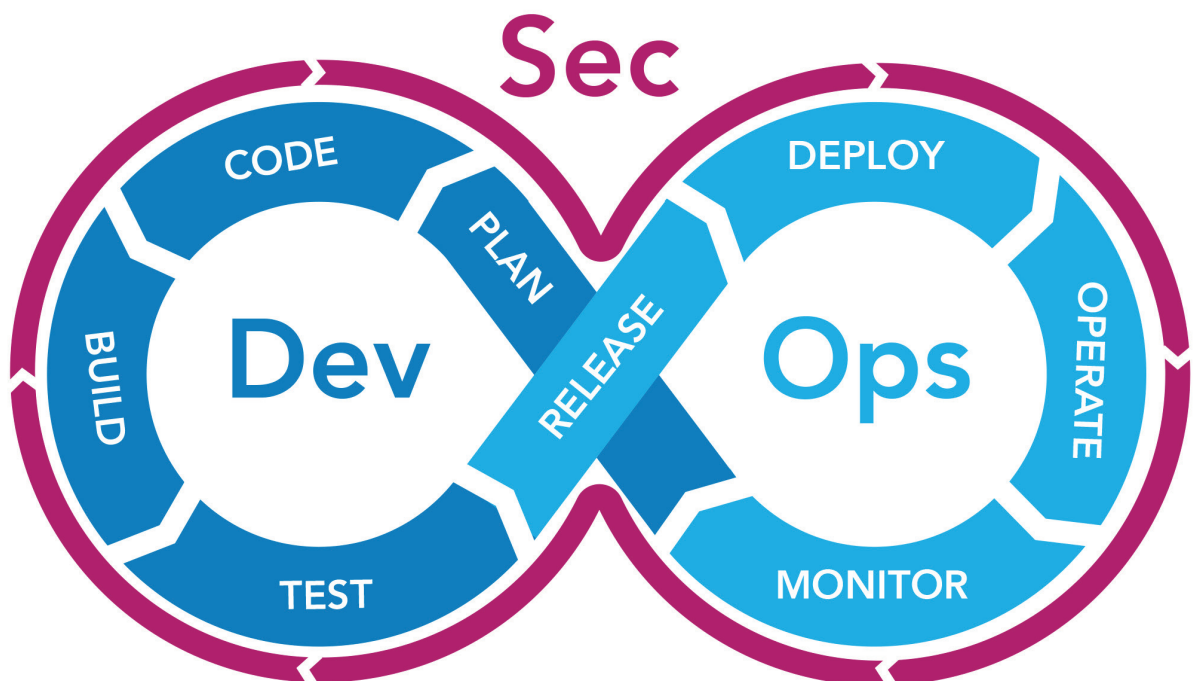 Sec
CODE
DEPLOY
PLAN
Dev
BUILD
RELEASE
Ops
OPERATE
TEST
MONITOR